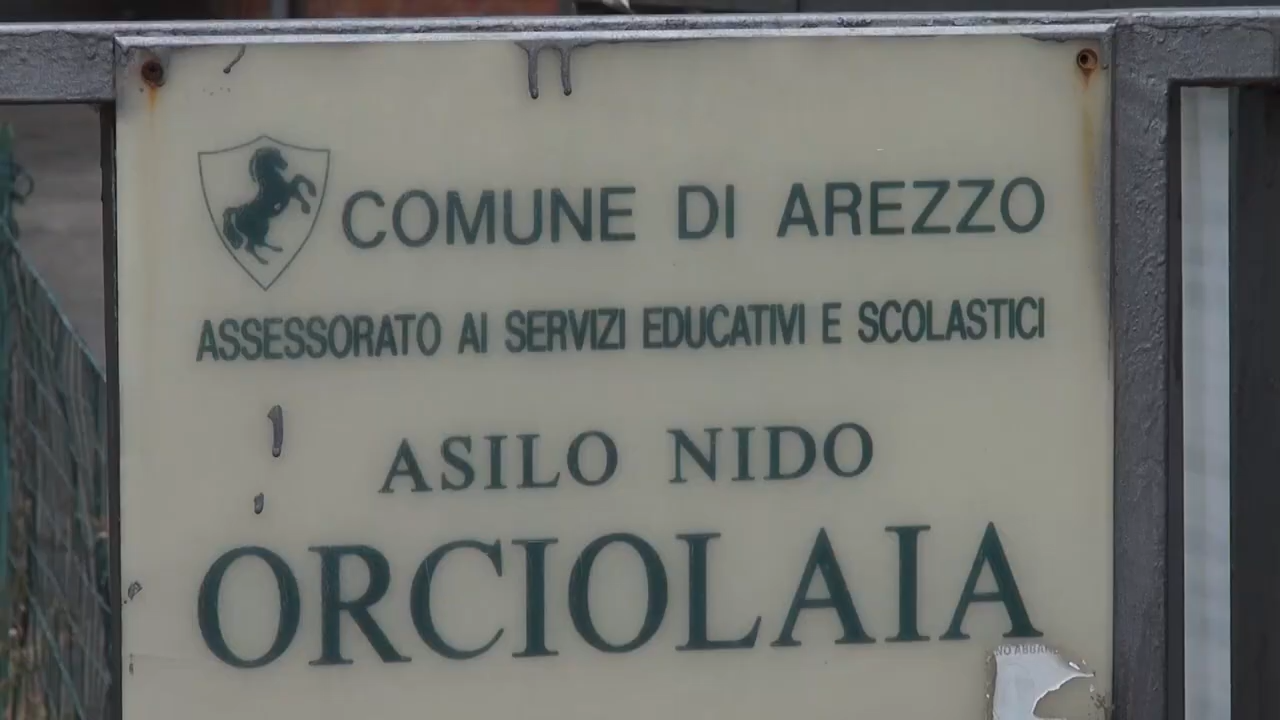 COMUNE DI AREZZO
ASSESSORATO AI SERVIZI EDUCATIVI E SCOLASTICI
ASILO NIDO
ORCIOLAIA